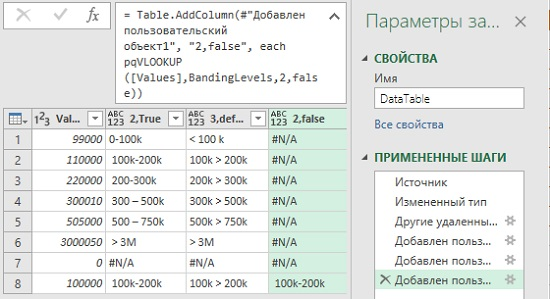 = Table.AddColumn(#"Добавлен
пользовательский
объект1", "2,false", each
pqVLOOKUP
([Values],BandingLevels,2,fals
e))
fx
Параметры за...
СВОЙСТВА
Имя
DataTable
Все свойства
ПРИМЕНЕННЫЕ ШАГИ
Источник
Измененный тип
Другие удаленны...
Добавлен польз...
Добавлен польз...
Добавлен польз...
1²3 Val... ABC 123 2,True ABC 123 3,def... ABC 123 2,false
1 99000 0-100k < 100 k #N/A
2 110000 100k-200k 100k > 200k #N/A
3 220000 200-300k 200k > 300k #N/A
4 300010 300 – 500k 300k > 500k #N/A
5 505000 500 – 750k 500k > 750k #N/A
6 3000050 > 3M > 3M #N/A
7 0 #N/A #N/A #N/A
8 100000 100k-200k 100k > 200k 100k-200k